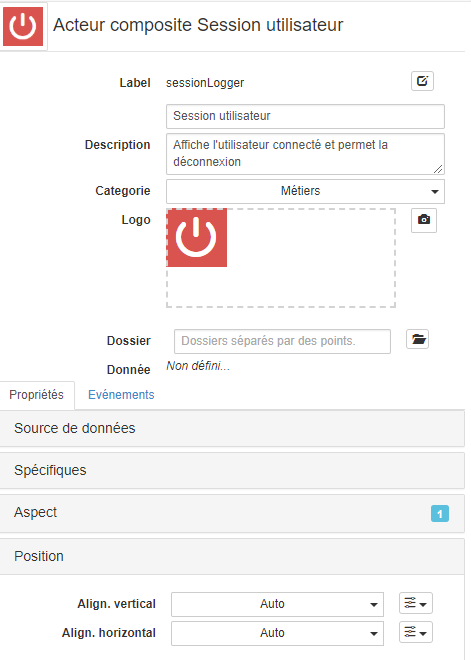 Acteur composite Session utilisateur
Label sessionLogger
Session utilisateur
Description Affiche l'utilisateur connecté et permet la
déconnexion
Categorie Métiers
Logo
Dossier Dossiers séparés par des points.
Donnée Non défini...
Propriétés Evénements
Source de données
Spécifiques
Aspect 1
Position
Align. vertical Auto
Align. horizontal Auto